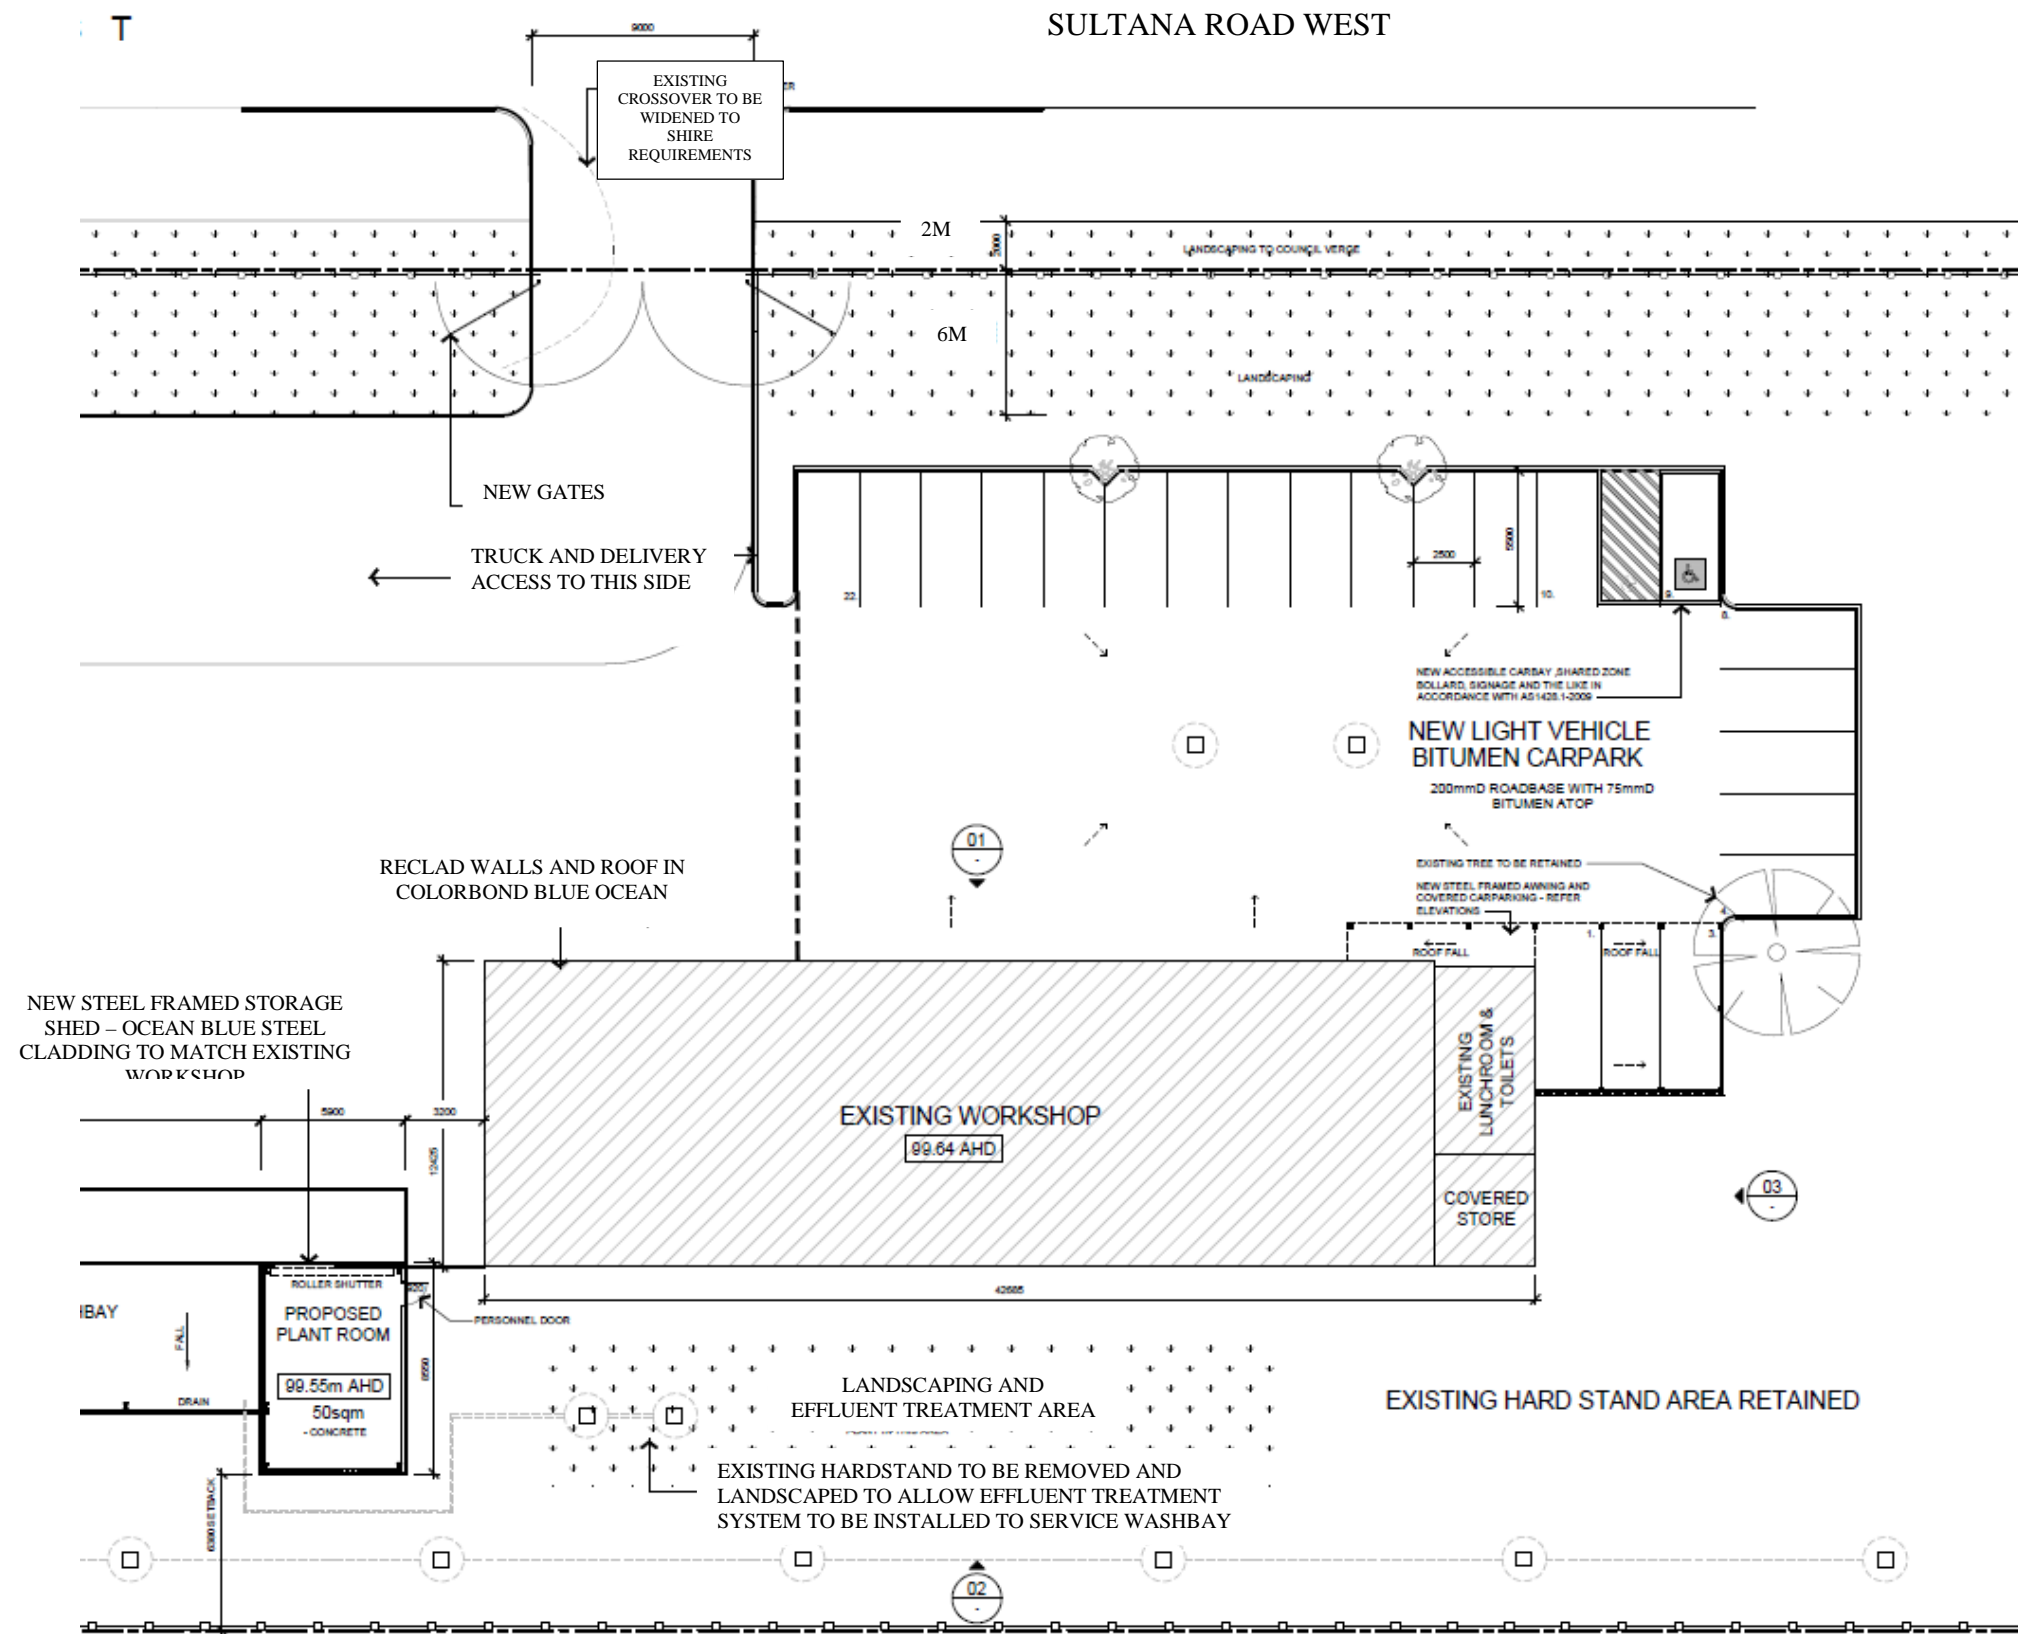 T
SULTANA ROAD WEST
9000
EXISTING
CROSSOVER TO BE
WIDENED TO
SHIRE
REQUIREMENTS
ER
2M
2000
LANDSCAPING TO COUNCIL VERGE
6M
LANDSCAPING
NEW GATES
TRUCK AND DELIVERY
ACCESS TO THIS SIDE
22.
2500
5500
10.
9.
8.
NEW ACCESSIBLE CARBAY ,SHARED ZONE
BOLLARD, SIGNAGE AND THE LIKE IN
ACCORDANCE WITH AS1428.1-2009
NEW LIGHT VEHICLE
BITUMEN CARPARK
200mmD ROADBASE WITH 75mmD
BITUMEN ATOP
01
-
RECLAD WALLS AND ROOF IN
COLORBOND BLUE OCEAN
EXISTING TREE TO BE RETAINED
NEW STEEL FRAMED AWNING AND
COVERED CARPARKING - REFER
ELEVATIONS
4.
1.
3.
ROOF FALL
ROOF FALL
NEW STEEL FRAMED STORAGE
SHED – OCEAN BLUE STEEL
CLADDING TO MATCH EXISTING
WORKSHOP
5900
3200
12425
EXISTING WORKSHOP
99.64 AHD
EXISTING
LUNCHROOM &
TOILETS
COVERED
STORE
03
-
42685
ROLLER SHUTTER
920
PERSONNEL DOOR
PROPOSED
PLANT ROOM
99.55m AHD
50sqm
- CONCRETE
BAY
FALL
DRAIN
8550
LANDSCAPING AND
EFFLUENT TREATMENT AREA
EXISTING HARD STAND AREA RETAINED
EXISTING HARDSTAND TO BE REMOVED AND
LANDSCAPED TO ALLOW EFFLUENT TREATMENT
SYSTEM TO BE INSTALLED TO SERVICE WASHBAY
SETBACK
02
-